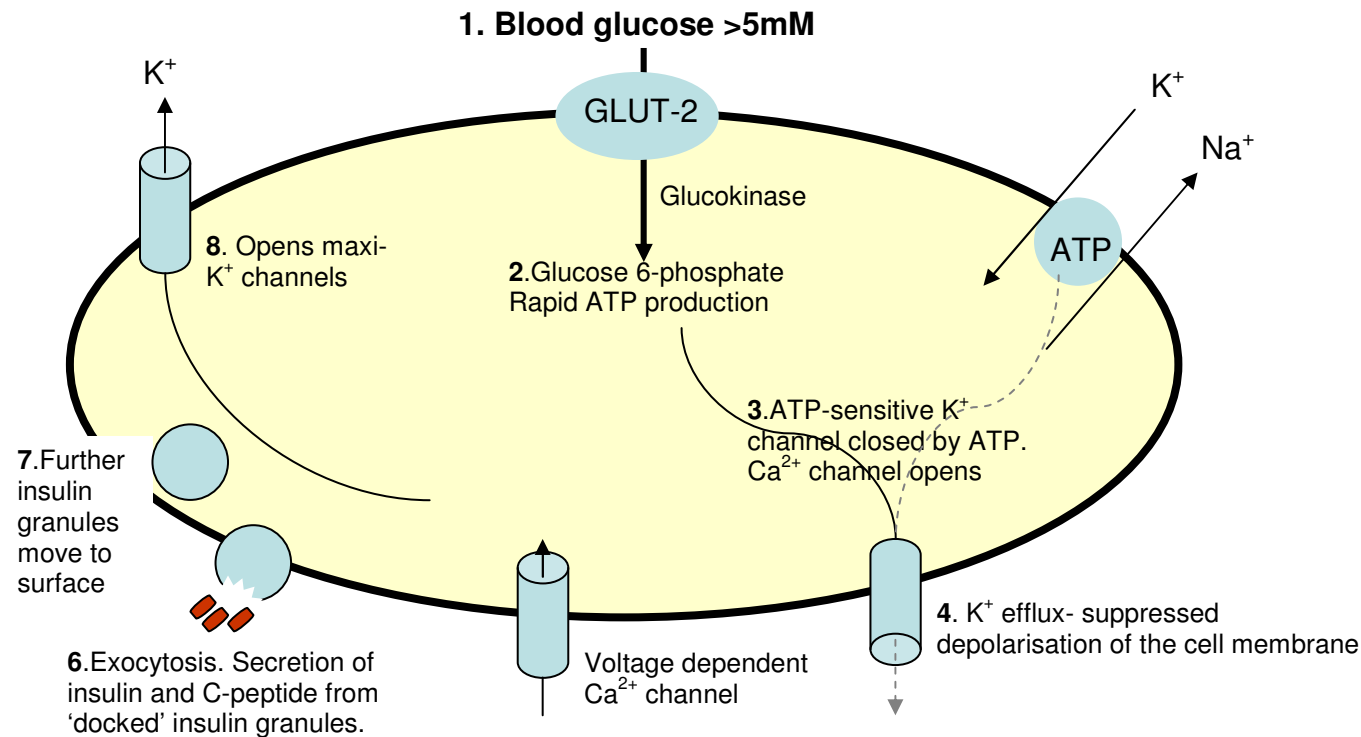 1. Blood glucose >5mM
K⁺
GLUT-2
K⁺
Na⁺
Glucokinase
ATP
8. Opens maxi-
K⁺ channels
2.Glucose 6-phosphate
Rapid ATP production
3.ATP-sensitive K⁺
channel closed by ATP.
Ca²⁺ channel opens
7.Further
insulin
granules
move to
surface
4. K⁺ efflux- suppressed
depolarisation of the cell membrane
6.Exocytosis. Secretion of
insulin and C-peptide from
‘docked’ insulin granules.
Voltage dependent
Ca²⁺ channel